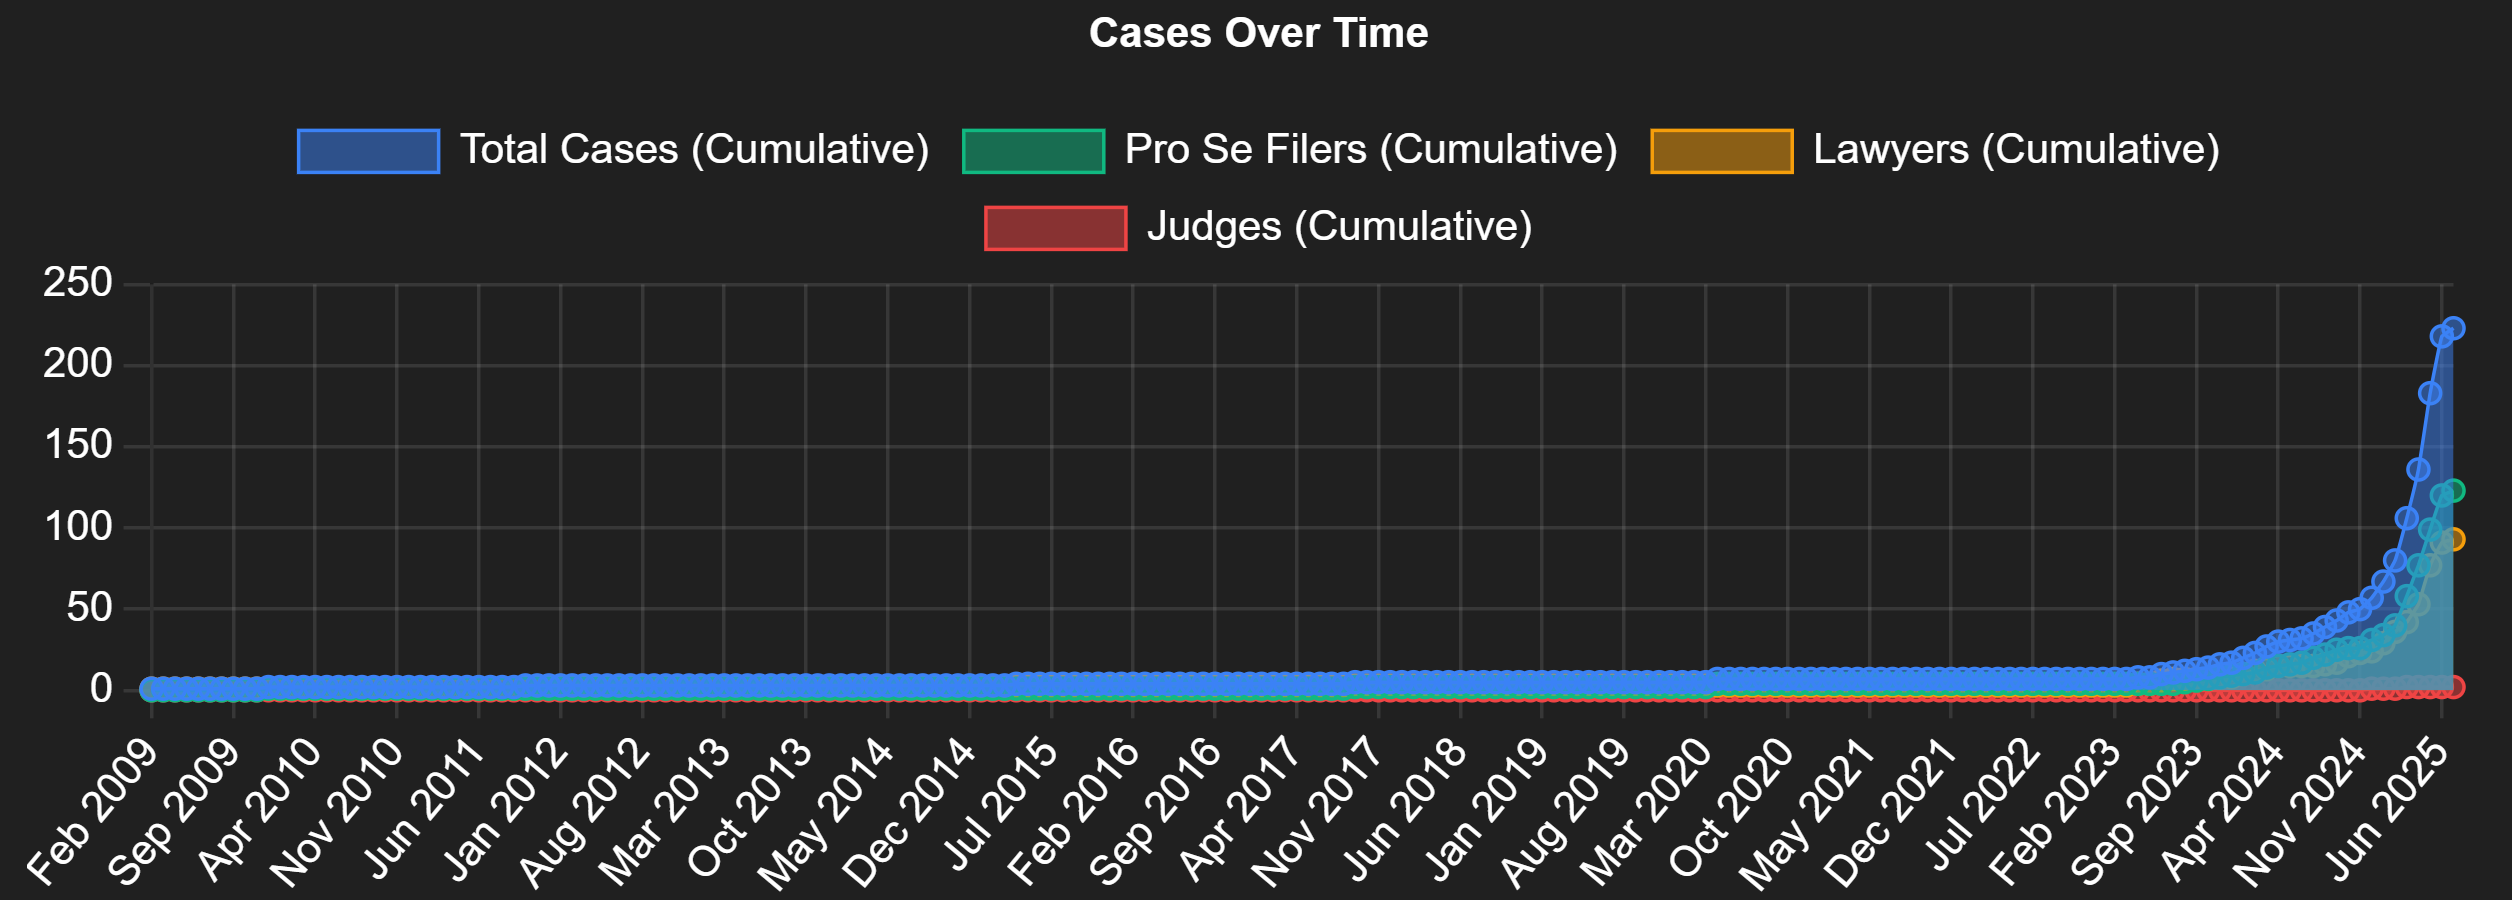 Cases Over Time
Total Cases (Cumulative) Pro Se Filers (Cumulative) Lawyers (Cumulative)
Judges (Cumulative)
250
200
150
100
50
0
Feb 2009 Sep 2009 Apr 2010 Nov 2010 Jun 2011 Jan 2012 Aug 2012 Mar 2013 Oct 2013 May 2014 Dec 2014 Jul 2015 Feb 2016 Sep 2016 Apr 2017 Nov 2017 Jun 2018 Jan 2019 Aug 2019 Mar 2020 Oct 2020 May 2021 Dec 2021 Jul 2022 Feb 2023 Sep 2023 Apr 2024 Nov 2024 Jun 2025